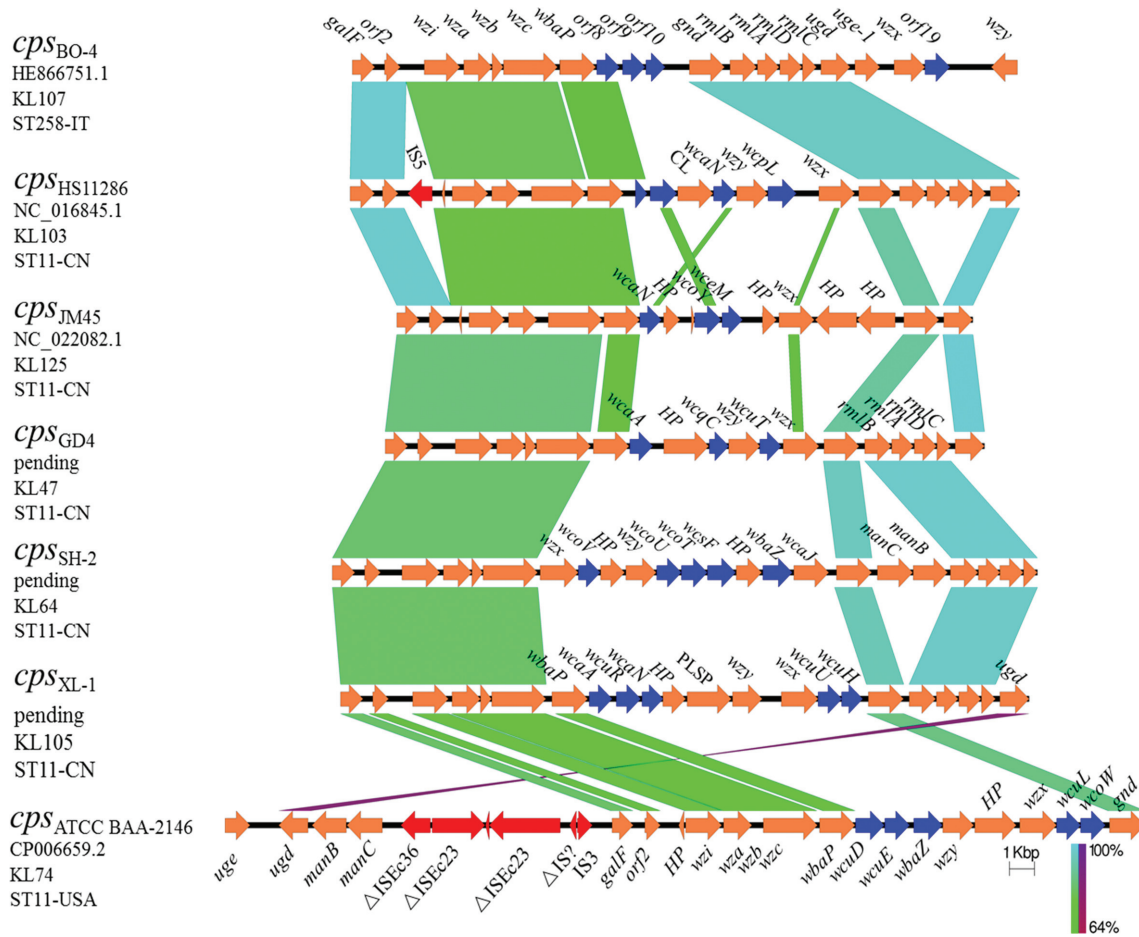 galF orf2 wzi wza wzb wzc wbaP orf8 orf9 orf10 gnd rmlB rmlA rmlD rmlC ugd uge-1 wzx orf19 wzy
cpsBO-4
HE866751.1
KL107
ST258-IT
IS5 CL wcaN wzy wcpL wzx
cpsHS11286
NC_016845.1
KL103
ST11-CN
wcaN HP wcoY wceM HP wzx HP HP
cpsJM45
NC_022082.1
KL125
ST11-CN
wcaA HP wcqC wzy wcuT wzx rmlB rmlA rmlD rmlC
cpsGD4
pending
KL47
ST11-CN
wzx wcoV HP wzy wcoU wcoT wcsF HP wbaZ wcaJ manC manB
cpsSH-2
pending
KL64
ST11-CN
wbaP wcaA wcuR wcaN HP PLSP wzy wzx wcuU wcuH ugd
cpsXL-1
pending
KL105
ST11-CN
HP wzx wcuL wcoW gnd
cpsATCC BAA-2146
CP006659.2
KL74
ST11-USA
uge ugd manB manC △ISEc36 △ISEc23 △ISEc23 △IS? IS3 galF orf2 HP wzi wza wzb wzc wbaP wcuD wcuE wbaZ wzy
1 Kbp
100%
64%